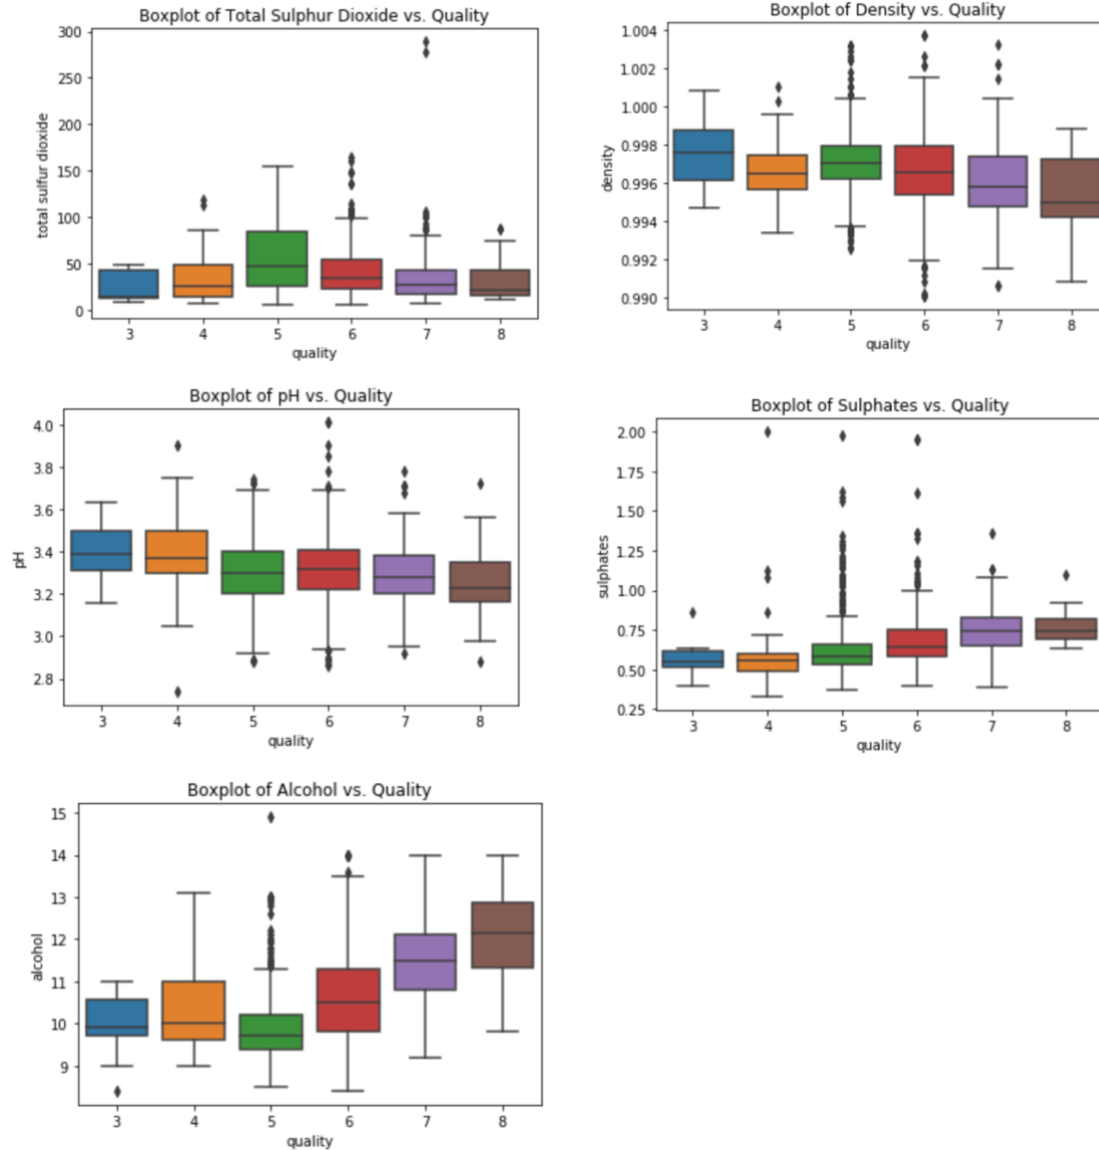 Boxplot of Total Sulphur Dioxide vs. Quality
300
250
200
150
100
50
0
total sulfur dioxide
3 4 5 6 7 8
quality
Boxplot of Density vs. Quality
1.004
1.002
1.000
0.998
0.996
0.994
0.992
0.990
density
3 4 5 6 7 8
quality
Boxplot of pH vs. Quality
4.0
3.8
3.6
3.4
3.2
3.0
2.8
pH
3 4 5 6 7 8
quality
Boxplot of Sulphates vs. Quality
2.00
1.75
1.50
1.25
1.00
0.75
0.50
0.25
sulphates
3 4 5 6 7 8
quality
Boxplot of Alcohol vs. Quality
15
14
13
12
11
10
9
alcohol
3 4 5 6 7 8
quality